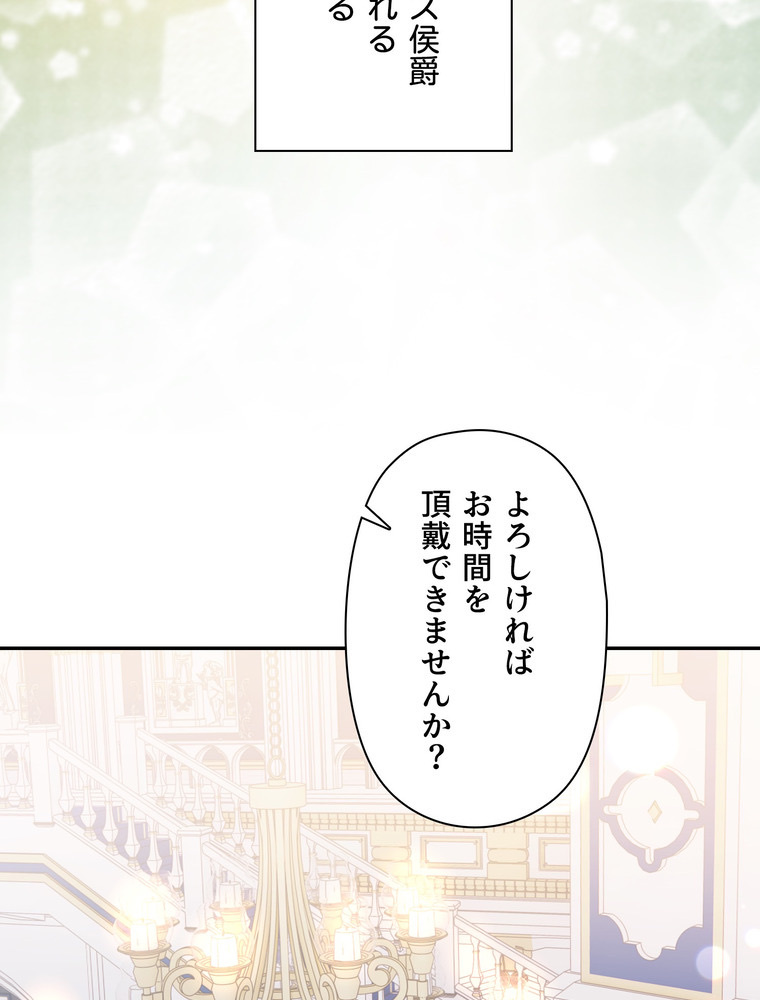 ス侯爵
れる
る
よろしければ
お時間を
頂戴できませんか？